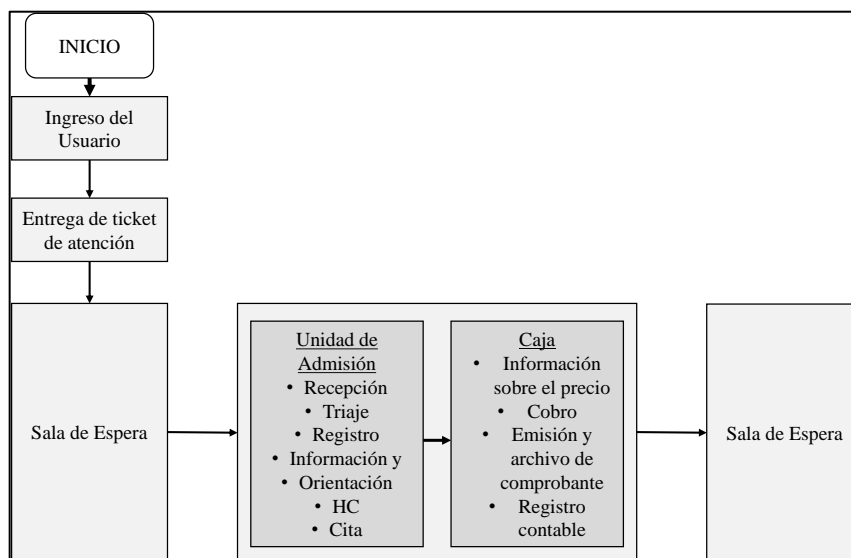 INICIO
Ingreso del
Usuario
Entrega de ticket
de atención
Sala de Espera
Unidad de
Admisión
• Recepción
• Triaje
• Registro
• Información y
• Orientación
• HC
• Cita
Caja
• Información
sobre el precio
• Cobro
• Emisión y
archivo de
comprobante
• Registro
contable
Sala de Espera